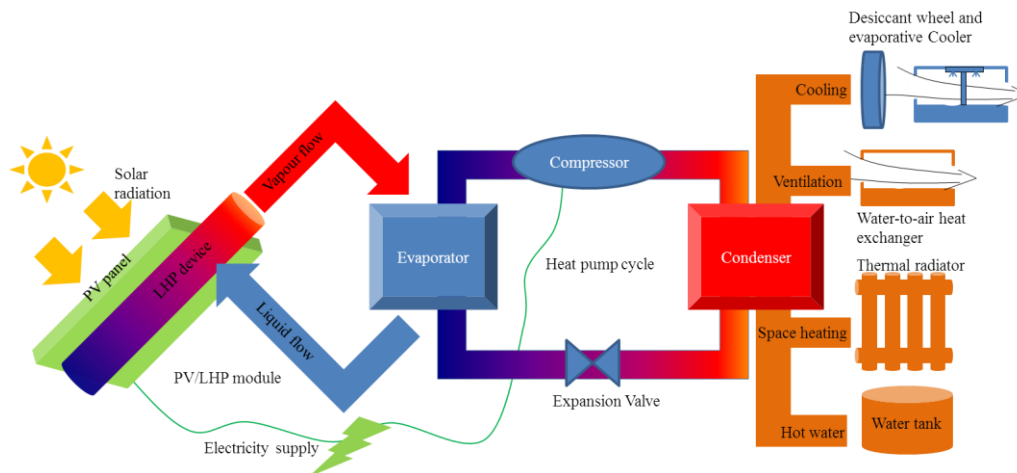 Desiccant wheel and
evaporative Cooler
Cooling
Solar
radiation
Vapour flow
Compressor
Ventilation
Water-to-air heat
exchanger
PV panel
LHP device
Evaporator
Heat pump cycle
Condenser
Thermal radiator
Liquid flow
Space heating
PV/LHP module
Expansion Valve
Electricity supply
Hot water
Water tank